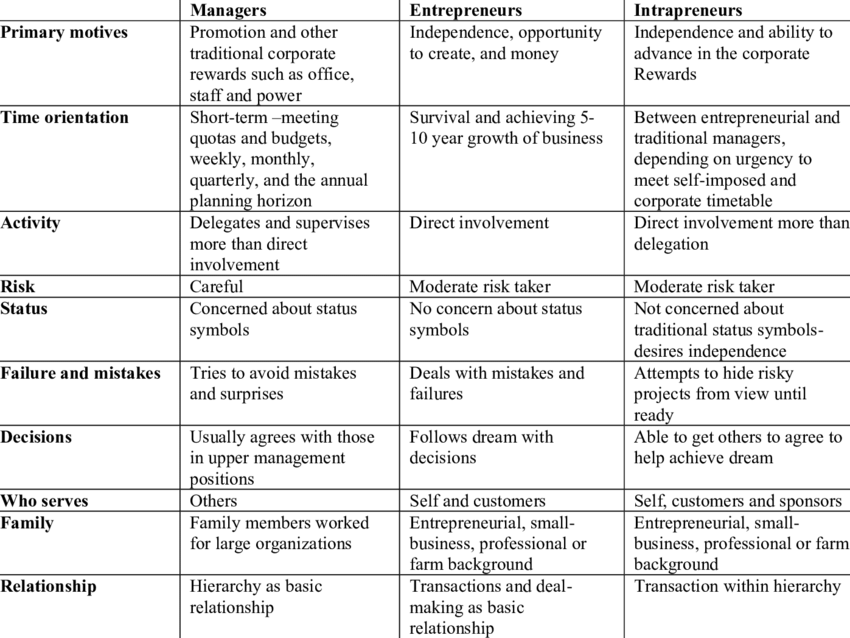 Managers Entrepreneurs Intrapreneurs
Primary motives Promotion and other Independence, opportunity Independence and ability to
traditional corporate to create, and money advance in the corporate
rewards such as office, Rewards
staff and power
Time orientation Short-term –meeting Survival and achieving 5- Between entrepreneurial and
quotas and budgets, 10 year growth of business traditional managers,
weekly, monthly, depending on urgency to
quarterly, and the annual meet self-imposed and
planning horizon corporate timetable
Activity Delegates and supervises Direct involvement Direct involvement more than
more than direct delegation
involvement
Risk Careful Moderate risk taker Moderate risk taker
Status Concerned about status No concern about status Not concerned about
symbols symbols traditional status symbols-
desires independence
Failure and mistakes Tries to avoid mistakes Deals with mistakes and Attempts to hide risky
and surprises failures projects from view until
ready
Decisions Usually agrees with those Follows dream with Able to get others to agree to
in upper management decisions help achieve dream
positions
Who serves Others Self and customers Self, customers and sponsors
Family Family members worked Entrepreneurial, small- Entrepreneurial, small-
for large organizations business, professional or business, professional or farm
farm background background
Relationship Hierarchy as basic Transactions and deal- Transaction within hierarchy
relationship making as basic
relationship